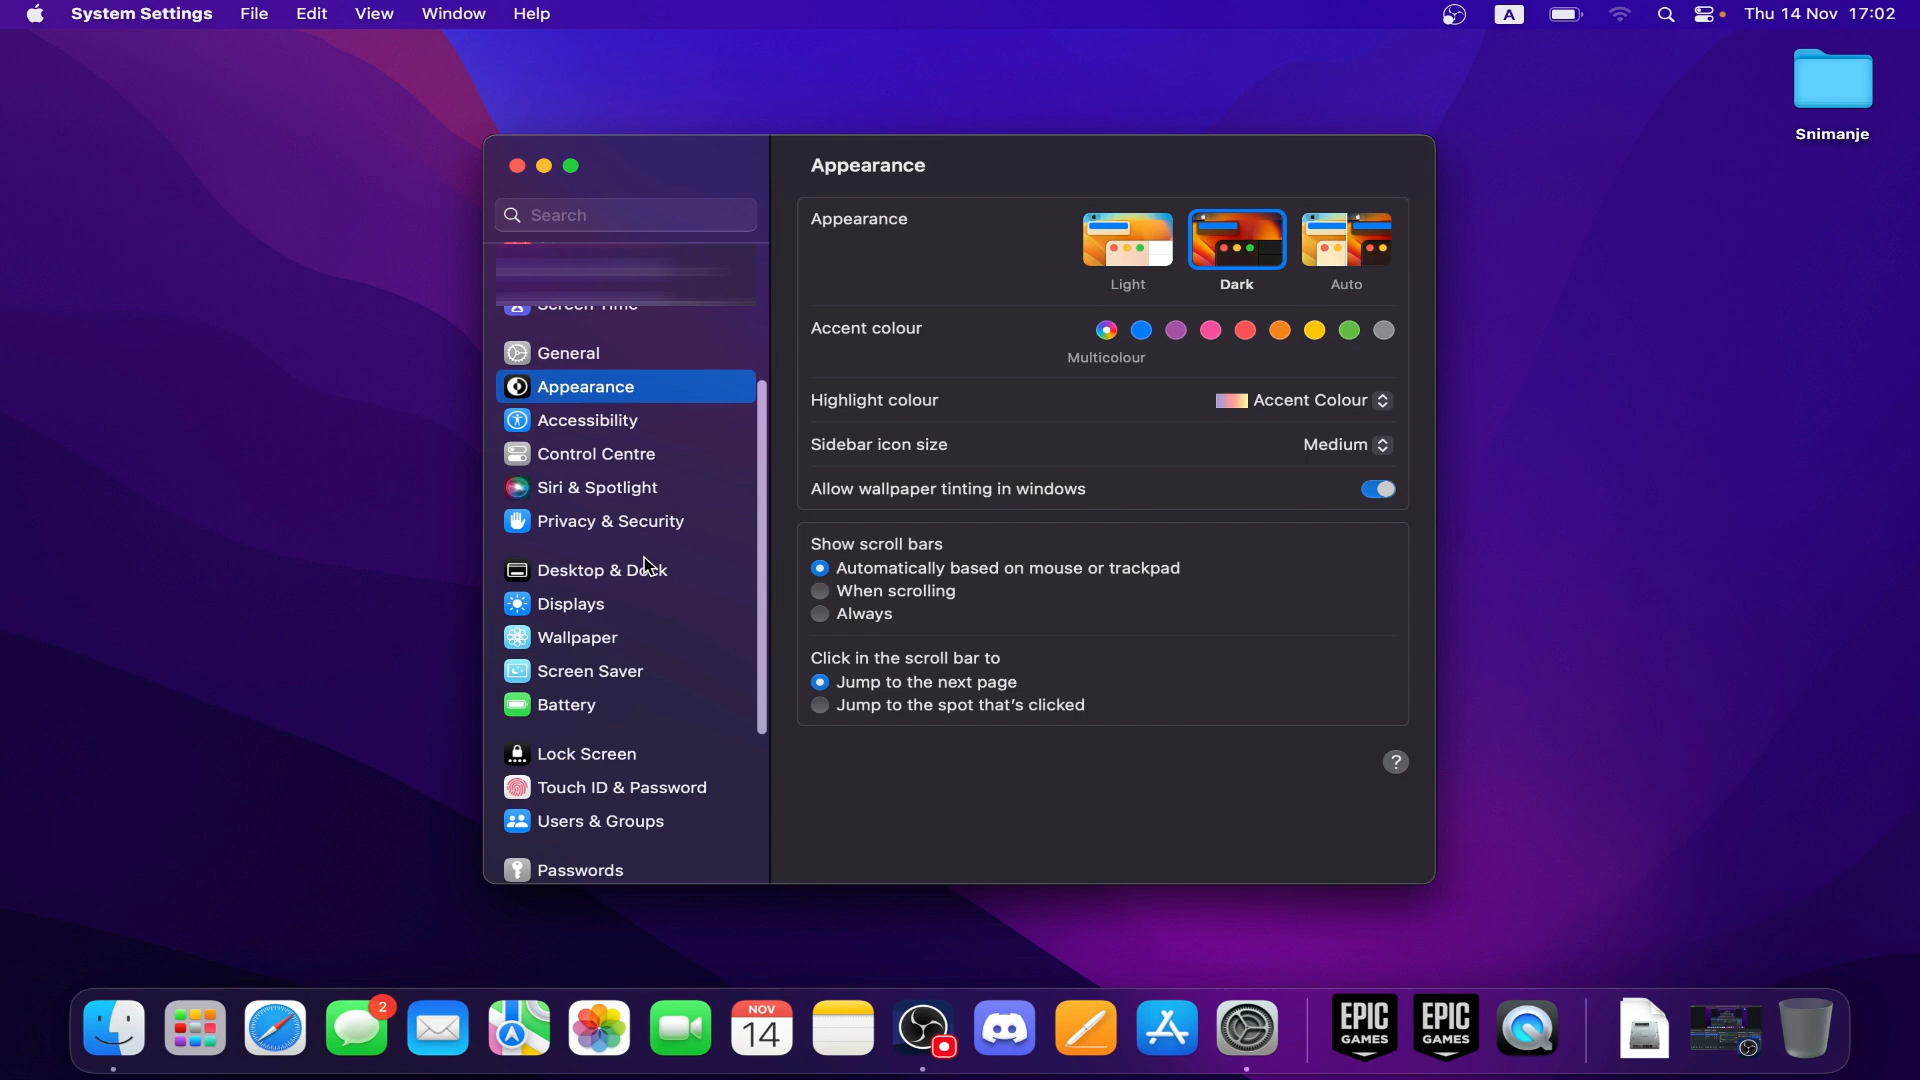 System Settings File Edit View Window Help A Thu 14 Nov 17:02
Snimanje
Appearance
Search
Appearance
Light Dark Auto
Screen Time
General
Appearance
Accessibility
Control Centre
Siri & Spotlight
Privacy & Security
Desktop & Dock
Displays
Wallpaper
Screen Saver
Battery
Lock Screen
Touch ID & Password
Users & Groups
Passwords
Accent colour
Multicolour
Highlight colour Accent Colour
Sidebar icon size Medium
Allow wallpaper tinting in windows
Show scroll bars
Automatically based on mouse or trackpad
When scrolling
Always
Click in the scroll bar to
Jump to the next page
Jump to the spot that's clicked
?
2
NOV
14
EPIC
GAMES
EPIC
GAMES